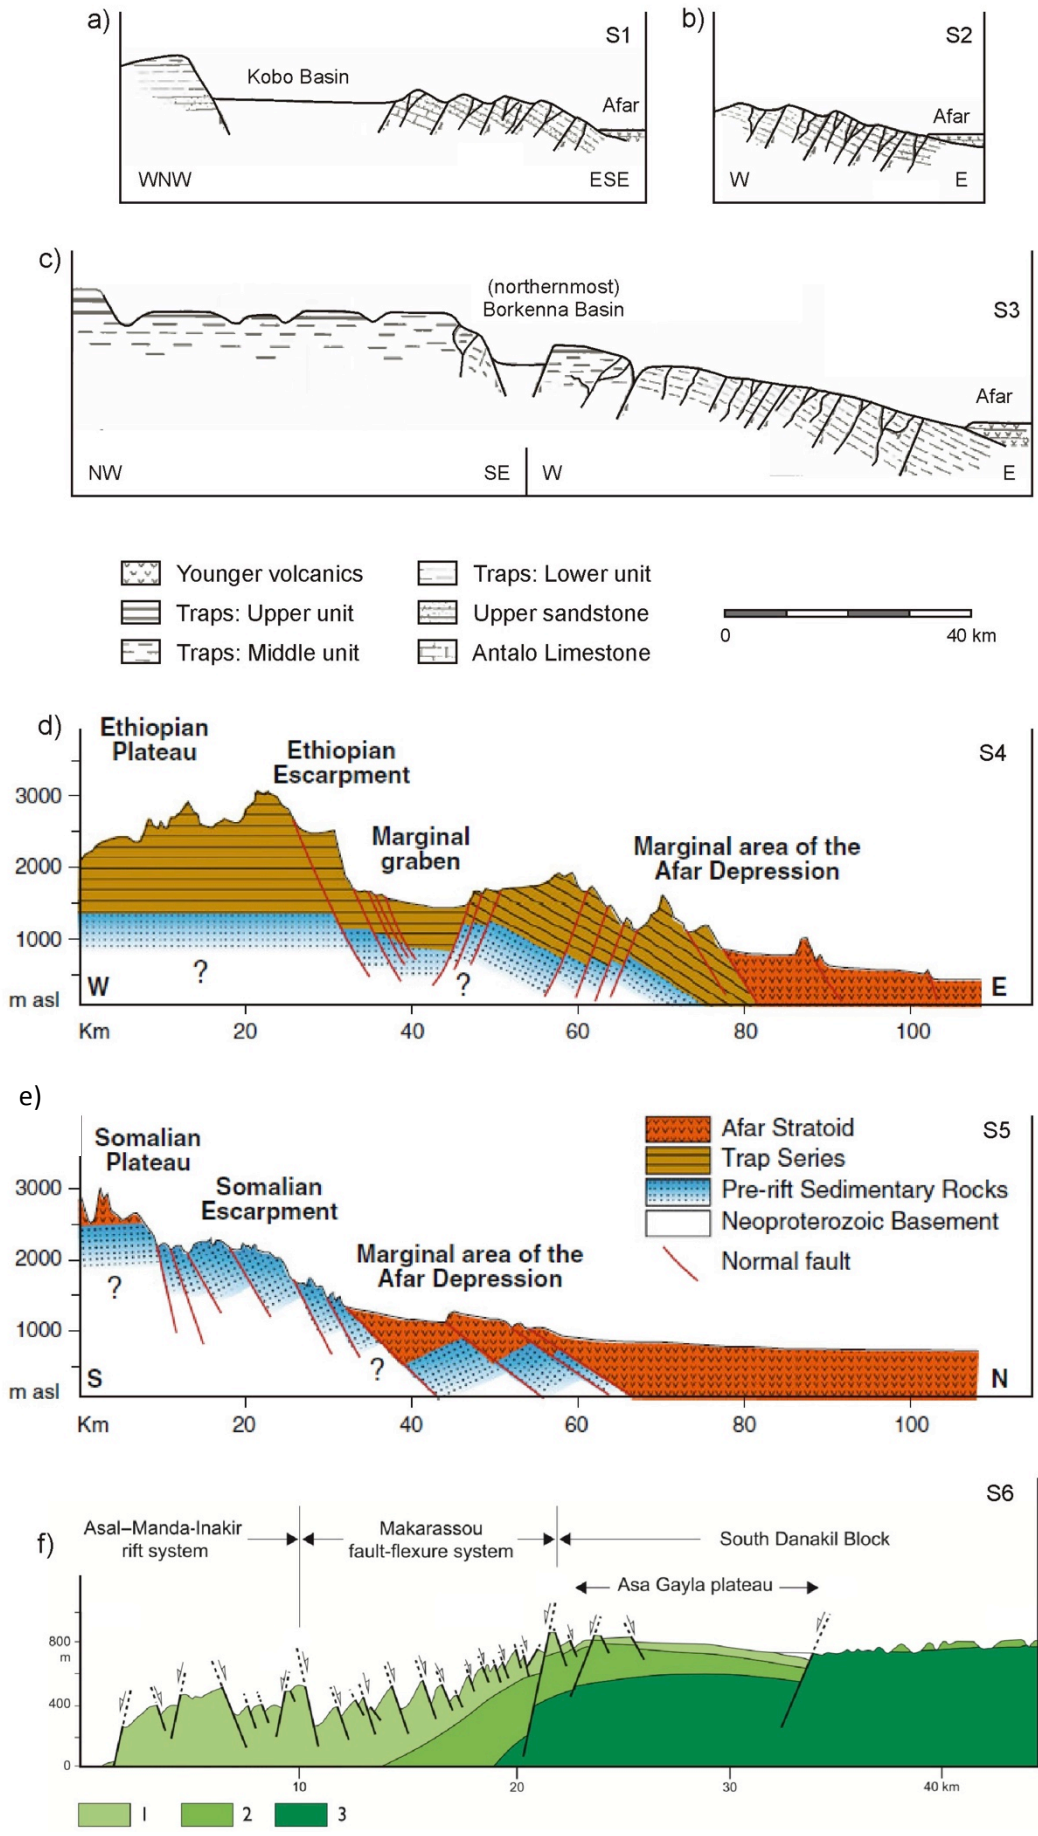 a)
S1
Kobo Basin
Afar
WNW
ESE
b)
S2
Afar
W
E
c)
(northernmost)
Borkenna Basin
S3
Afar
NW
SE
W
E
Younger volcanics
Traps: Upper unit
Traps: Middle unit
Traps: Lower unit
Upper sandstone
Antalo Limestone
0
40 km
d)
Ethiopian
Plateau
Ethiopian
Escarpment
S4
Marginal
graben
Marginal area of the
Afar Depression
3000
2000
1000
m asl
?
?
W
E
Km
20
40
60
80
100
e)
Somalian
Plateau
Somalian
Escarpment
Marginal area of the
Afar Depression
Afar Stratoid
Trap Series
Pre-rift Sedimentary Rocks
Neoproterozoic Basement
Normal fault
S5
3000
2000
1000
m asl
?
?
S
N
Km
20
40
60
80
100
S6
f)
Asal–Manda-Inakir
rift system
Makarassou
fault-flexure system
South Danakil Block
Asa Gayla plateau
800
m
400
0
10
20
30
40 km
1
2
3